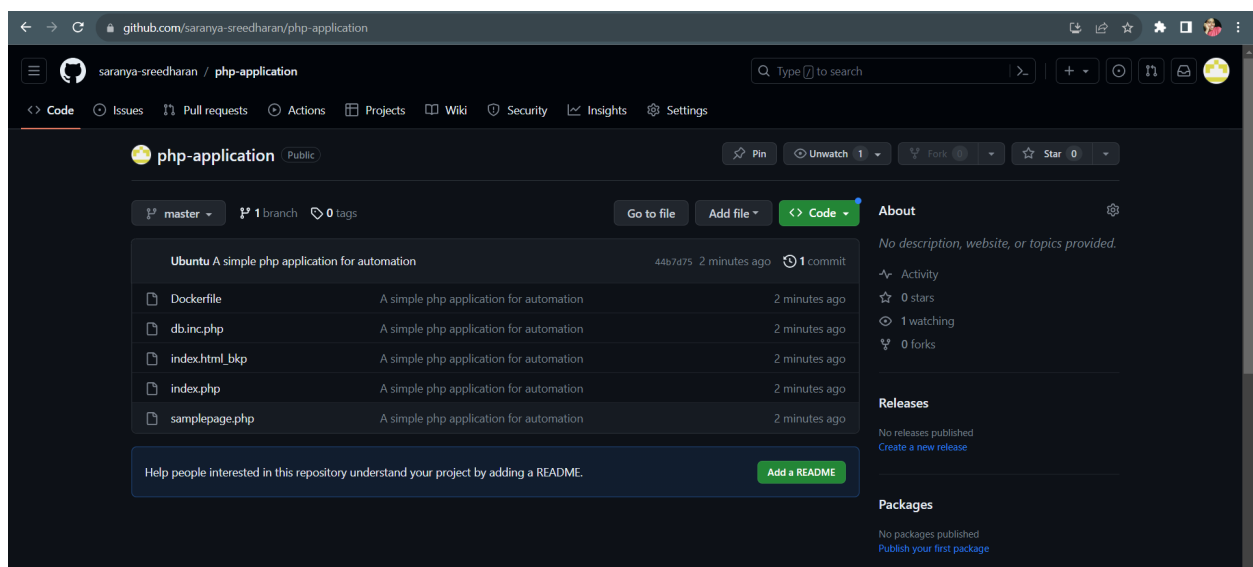 github.com/saranya-sreedharan/php-application
saranya-sreedharan / php-application
Type / to search
Code Issues Pull requests Actions Projects Wiki Security Insights Settings
php-application Public
Pin Unwatch 1 Fork 0 Star 0
master 1 branch 0 tags Go to file Add file Code
About
No description, website, or topics provided.
Ubuntu A simple php application for automation 44b7d75 2 minutes ago 1 commit
Dockerfile A simple php application for automation 2 minutes ago
db.inc.php A simple php application for automation 2 minutes ago
index.html_bkp A simple php application for automation 2 minutes ago
index.php A simple php application for automation 2 minutes ago
samplepage.php A simple php application for automation 2 minutes ago
Help people interested in this repository understand your project by adding a README. Add a README
Activity
0 stars
1 watching
0 forks
Releases
No releases published
Create a new release
Packages
No packages published
Publish your first package